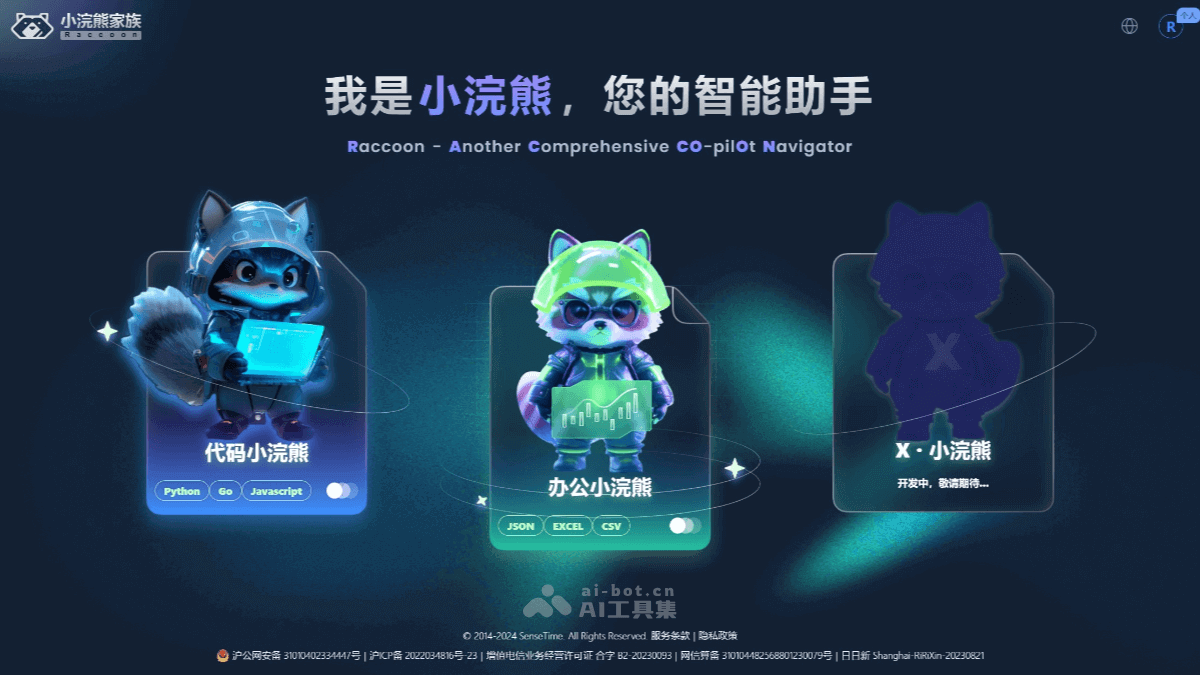 小浣熊家族
Raccoon
R
个人
我是小浣熊，您的智能助手
Raccoon - Another Comprehensive CO-pilOt Navigator
代码小浣熊
Python Go Javascript
办公小浣熊
JSON EXCEL CSV
X
X·小浣熊
开发中，敬请期待...
ai-bot.cn
AI工具集
© 2014-2024 SenseTime. All Rights Reserved. 服务条款 | 隐私政策
沪公网安备 31010402334447号 | 沪ICP备 2022034816号-23 | 增值电信业务经营许可证 合字 B2-20230093 | 网信算备 310104482568801230079号 | 日日新 Shanghai-RiRiXin-20230821